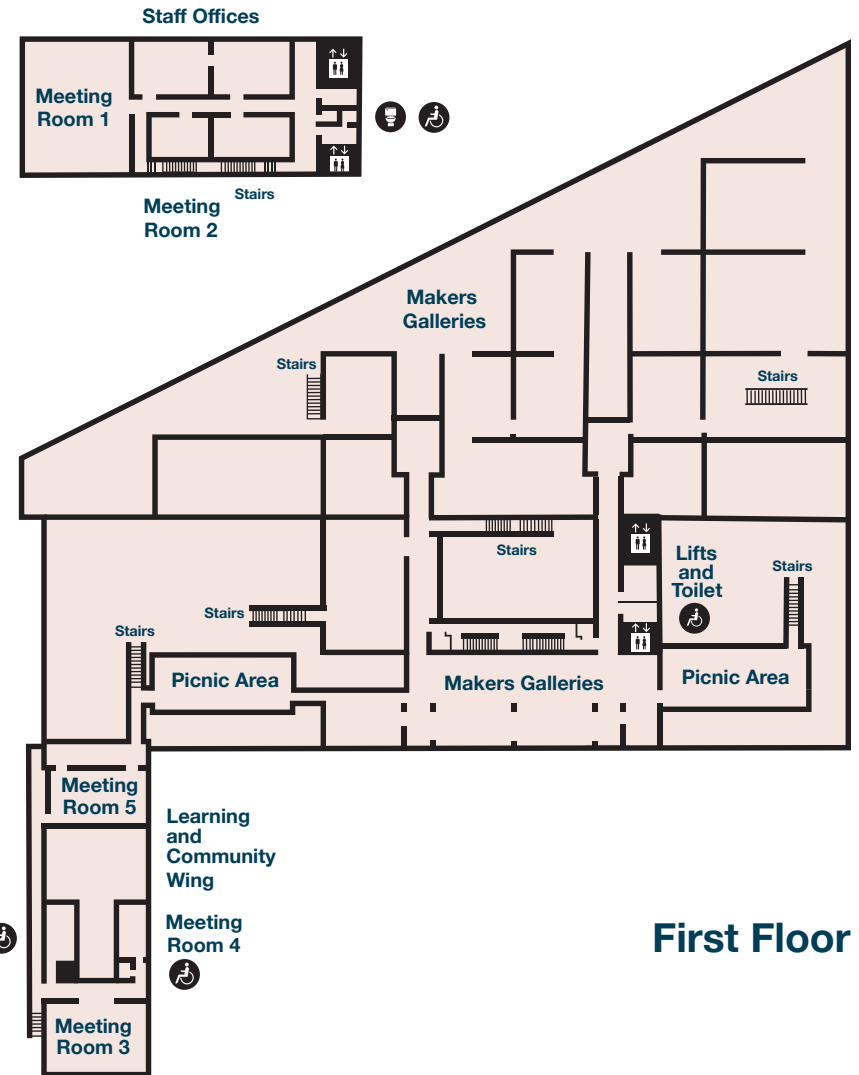 Staff Offices
Meeting
Room 1
Stairs
Meeting
Room 2
Makers
Galleries
Stairs
Stairs
Stairs
Lifts
and
Toilet
Stairs
Stairs
Stairs
Picnic Area
Makers Galleries
Picnic Area
Meeting
Room 5
Learning
and
Community
Wing
Meeting
Room 4
First Floor
Meeting
Room 3